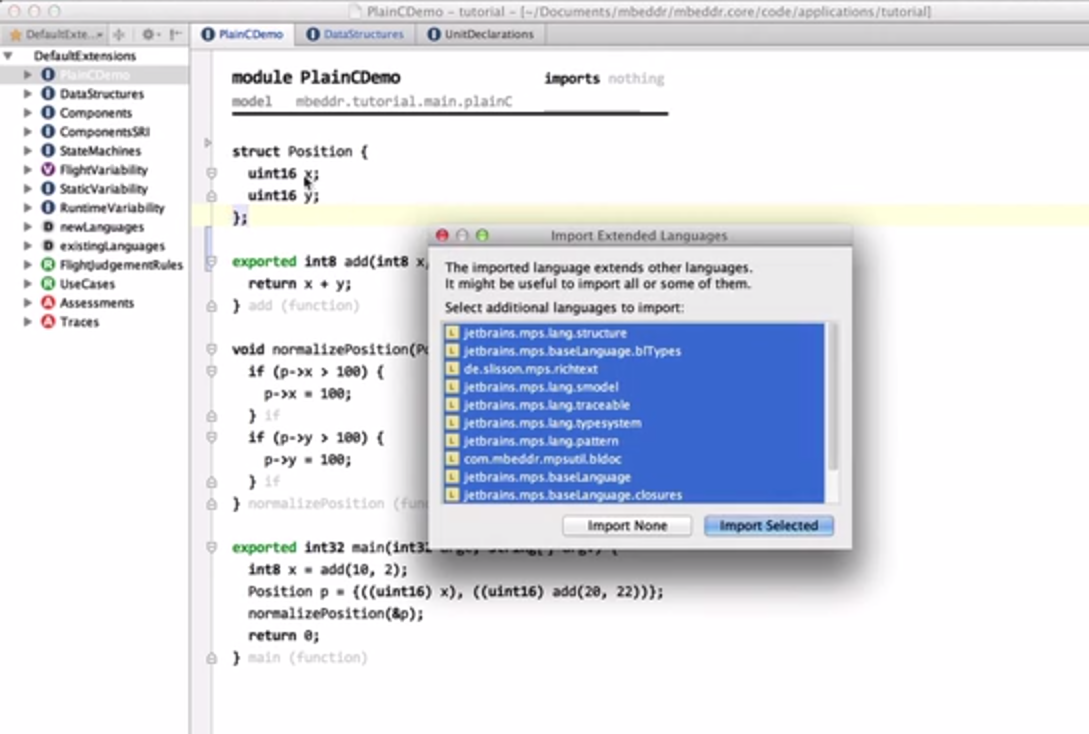 PlainCDemo – tutorial – [~/Documents/mbeddr/mbeddr.core/code/applications/tutorial]
DefaultExte...
PlainCDemo
DataStructures
UnitDeclarations
DefaultExtensions
PlainCDemo
DataStructures
Components
ComponentsSRI
StateMachines
FlightVariability
StaticVariability
RuntimeVariability
newLanguages
existingLanguages
FlightJudgementRules
UseCases
Assessments
Traces
module PlainCDemo imports nothing
model mbeddr.tutorial.main.plainC
struct Position {
uint16 x;
uint16 y;
};
exported int8 add(int8 x,
return x + y;
} add (function)
void normalizePosition(Po
if (p->x > 100) {
p->x = 100;
} if
if (p->y > 100) {
p->y = 100;
} if
} normalizePosition (func
exported int32 main(int32
int8 x = add(10, 2);
Position p = {((uint16) x), ((uint16) add(20, 22))};
normalizePosition(&p);
return 0;
} main (function)
Import Extended Languages
The imported language extends other languages.
It might be useful to import all or some of them.
Select additional languages to import:
jetbrains.mps.lang.structure
jetbrains.mps.baseLanguage.blTypes
de.slisson.mps.richtext
jetbrains.mps.lang.smodel
jetbrains.mps.lang.traceable
jetbrains.mps.lang.typesystem
jetbrains.mps.lang.pattern
com.mbeddr.mpsutil.bldoc
jetbrains.mps.baseLanguage
jetbrains.mps.baseLanguage.closures
Import None
Import Selected